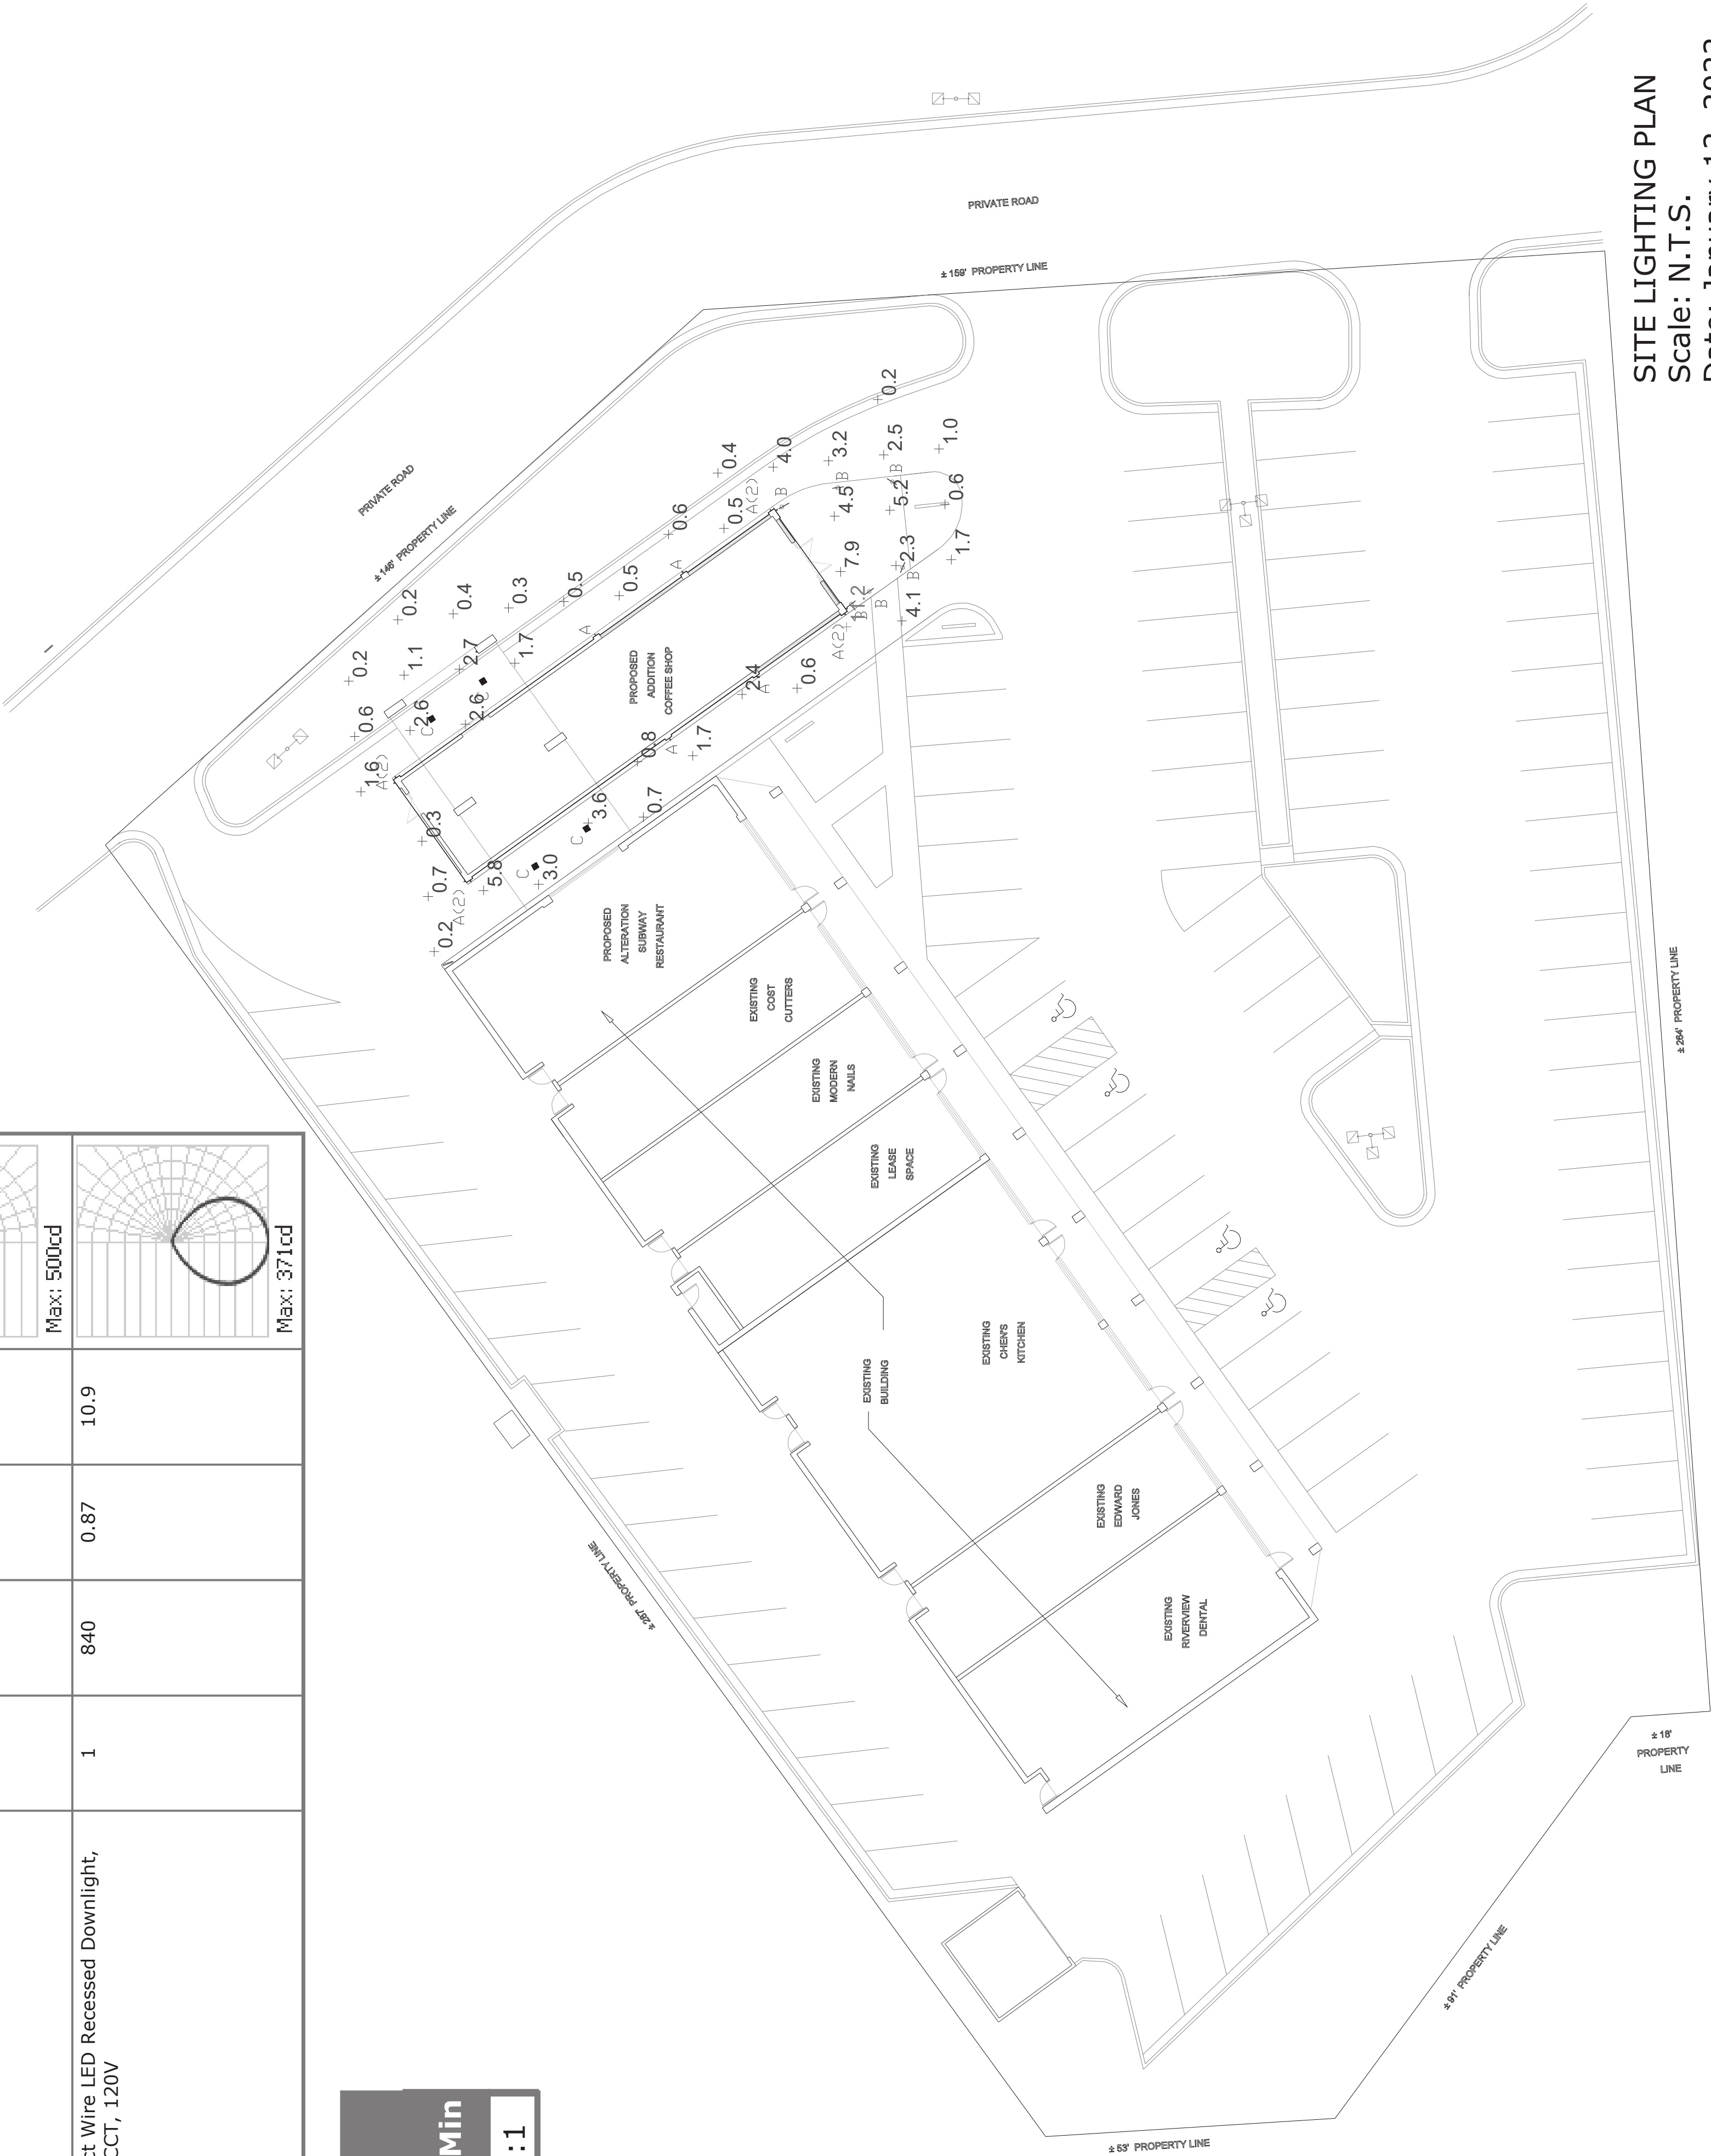 SITE LIGHTING PLAN
Scale: N.T.S.
PRIVATE ROAD
± 159' PROPERTY LINE
PRIVATE ROAD
± 146' PROPERTY LINE
0.2
0.4
4.0
3.2
2.5
1.0
B
B
B
0.6
0.5
A(2)
4.5
5.2
0.6
0.2
0.4
0.3
0.5
0.5
A
7.9
2.3
1.7
A
B
B
B
4.1
0.2
1.1
2.7
1.7
A(2)
0.6
2.6
2.6
C
C
2.4
A
0.6
1.6
A(2)
0.8
A
1.7
0.3
3.6
0.7
C
0.7
5.8
3.0
C
0.2
A(2)
PROPOSED
ADDITION
COFFEE SHOP
PROPOSED
ALTERATION
SUBWAY
RESTAURANT
EXISTING
COST
CUTTERS
EXISTING
MODERN
NAILS
EXISTING
LEASE
SPACE
EXISTING
CHEN'S
KITCHEN
EXISTING
BUILDING
EXISTING
EDWARD
JONES
EXISTING
RIVERVIEW
DENTAL
± 264' PROPERTY LINE
± 287' PROPERTY LINE
± 18'
PROPERTY
LINE
± 91' PROPERTY LINE
± 53' PROPERTY LINE
Max: 500cd
ct Wire LED Recessed Downlight,
CCT, 120V
1
840
0.87
10.9
Max: 371cd
Min
:1